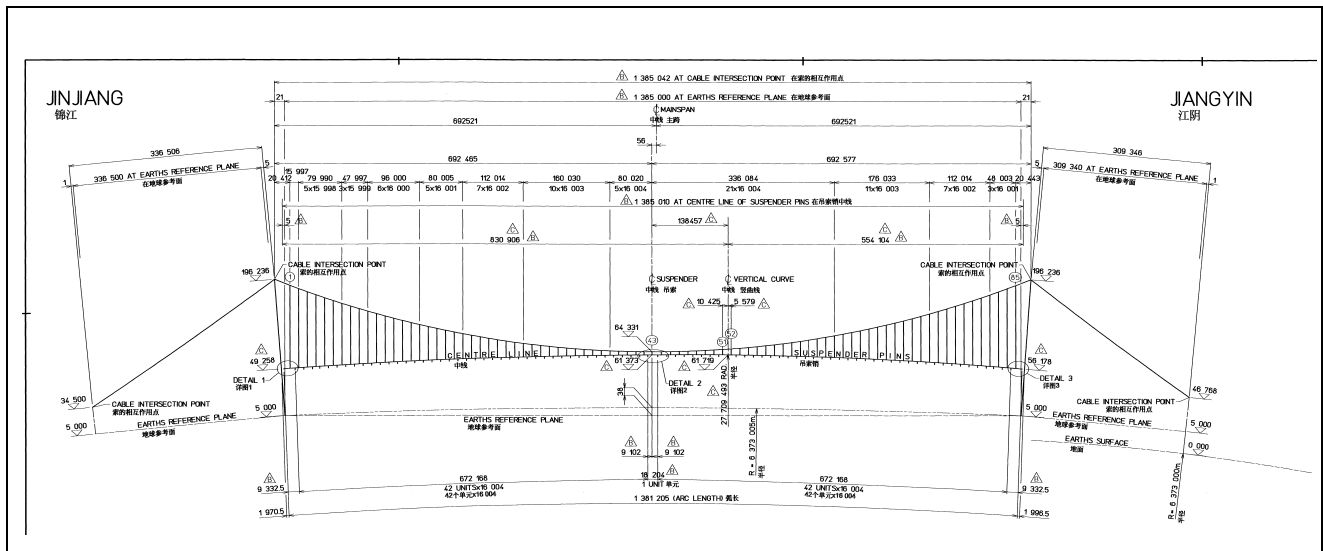 JINJIANG
锦江
JIANGYIN
江阴
B 1 385 042 AT CABLE INTERSECTION POINT 在索的相互作用点
21 B 1 385 000 AT EARTHS REFERENCE PLANE 在地球参考面 21
℄ MAINSPAN
中线 主跨
692521 692521
56
336 506
1 336 500 AT EARTHS REFERENCE PLANE 5
在地球参考面
692 465 692 577
309 346
5 309 340 AT EARTHS REFERENCE PLANE 1
在地球参考面
15 997
20 412 79 990 47 997 96 000 80 005 112 014 160 030 80 020 336 084 176 033 112 014 48 003 20 443
5x15 998 3x15 999 6x16 000 5x16 001 7x16 002 10x16 003 5x16 004 21x16 004 11x16 003 7x16 002 3x16 001
B 1 385 010 AT CENTRE LINE OF SUSPENDER PINS 在吊索销中线
5 B 138457 C B 5
C C
830 906 B 554 104 B
CABLE INTERSECTION POINT
索的相互作用点
196 236 1
℄ SUSPENDER
中线 吊索
℄ VERTICAL CURVE
中线 竖曲线
CABLE INTERSECTION POINT
索的相互作用点
85 196 236
C 10 425 5 579 C
64 331
43 51 52
C
49 258
CENTRE LINE
中线
61 373 C
C 61 719
SUSPENDER PINS
吊索销
C
56 178
DETAIL 1
详图1
DETAIL 2
详图2
DETAIL 3
详图3
27 709 493 RAD.
半径
C
38
34 500
CABLE INTERSECTION POINT
索的相互作用点
46 768
CABLE INTERSECTION POINT
索的相互作用点
5 000 EARTHS REFERENCE PLANE
地球参考面
5 000
EARTHS REFERENCE PLANE
地球参考面
5 000
EARTHS REFERENCE PLANE
地球参考面
5 000
EARTHS SURFACE
地面
0 000
R = 6 373 005m
半径
R = 6 373 000m
半径
B B
9 102 9 102
18 204 B
1 UNIT 单元
B
9 332.5
672 168
42 UNITSx16 004
42个单元x16 004
672 168
42 UNITSx16 004
42个单元x16 004
B
9 332.5
1 381 205 (ARC LENGTH) 弧长
1 970.5 1 996.5